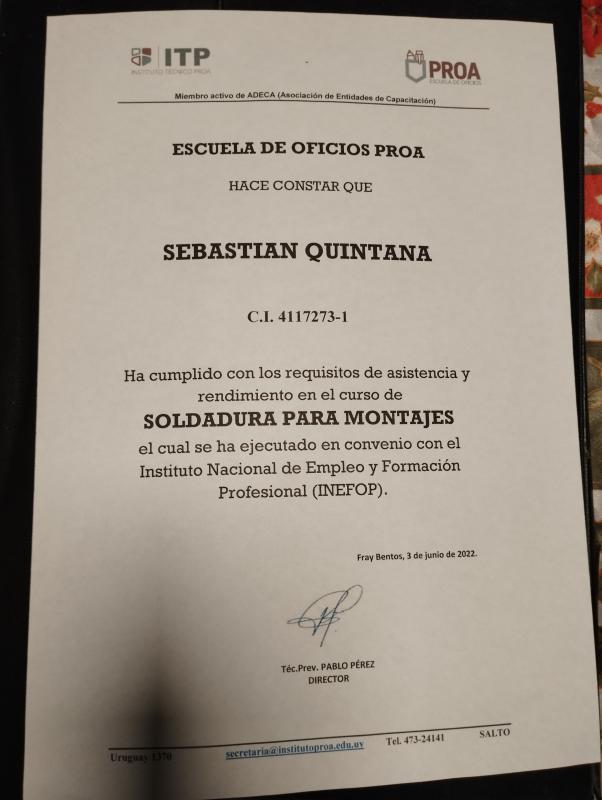 ITP
INSTITUTO TÉCNICO PROA
PROA
ESCUELA DE OFICIOS
Miembro activo de ADECA (Asociación de Entidades de Capacitación)
ESCUELA DE OFICIOS PROA
HACE CONSTAR QUE
SEBASTIAN QUINTANA
C.I. 4117273-1
Ha cumplido con los requisitos de asistencia y
rendimiento en el curso de
SOLDADURA PARA MONTAJES
el cual se ha ejecutado en convenio con el
Instituto Nacional de Empleo y Formación
Profesional (INEFOP).
Fray Bentos, 3 de junio de 2022.
Téc.Prev. PABLO PÉREZ
DIRECTOR
Uruguay 1370 secretaria@institutoproa.edu.uy Tel. 473-24141 SALTO